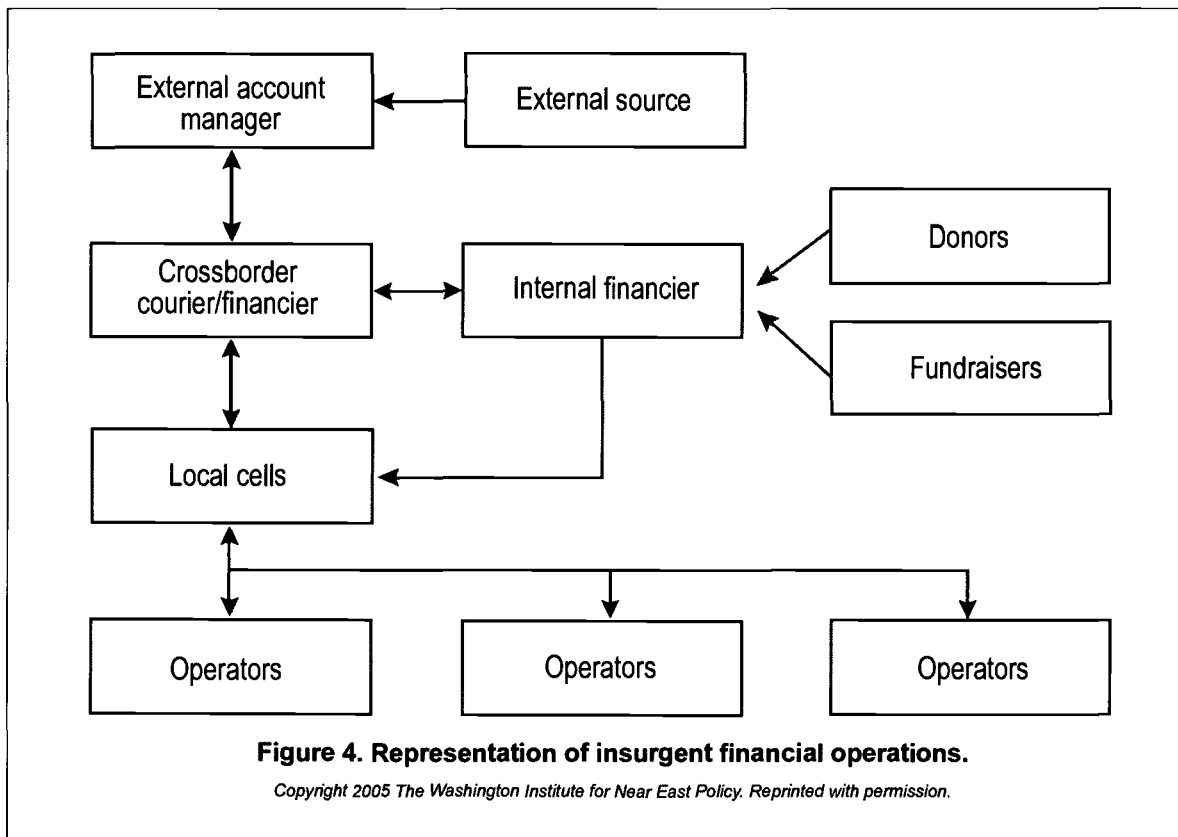 External account
manager
External source
Donors
Crossborder
courier/financier
Internal financier
Fundraisers
Local cells
Operators
Operators
Operators
Figure 4. Representation of insurgent financial operations.
Copyright 2005 The Washington Institute for Near East Policy. Reprinted with permission.